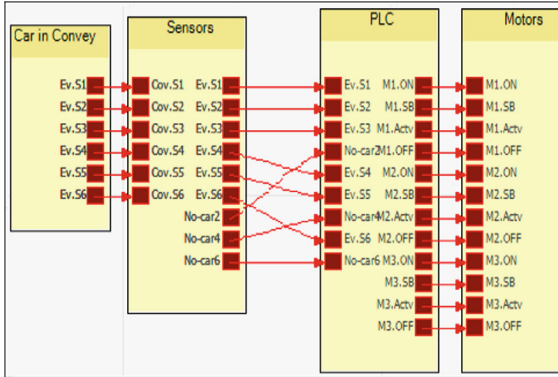 Car in Convey
Ev.S1
Ev.S2
Ev.S3
Ev.S4
Ev.S5
Ev.S6
Sensors
Cov.S1 Ev.S1
Cov.S2 Ev.S2
Cov.S3 Ev.S3
Cov.S4 Ev.S4
Cov.S5 Ev.S5
Cov.S6 Ev.S6
No-car2
No-car4
No-car6
PLC
Ev.S1 M1.ON
Ev.S2 M1.SB
Ev.S3 M1.Actv
No-car2 M1.OFF
Ev.S4 M2.ON
Ev.S5 M2.SB
No-car4 M2.Actv
Ev.S6 M2.OFF
No-car6 M3.ON
M3.SB
M3.Actv
M3.OFF
Motors
M1.ON
M1.SB
M1.Actv
M1.OFF
M2.ON
M2.SB
M2.Actv
M2.OFF
M3.ON
M3.SB
M3.Actv
M3.OFF